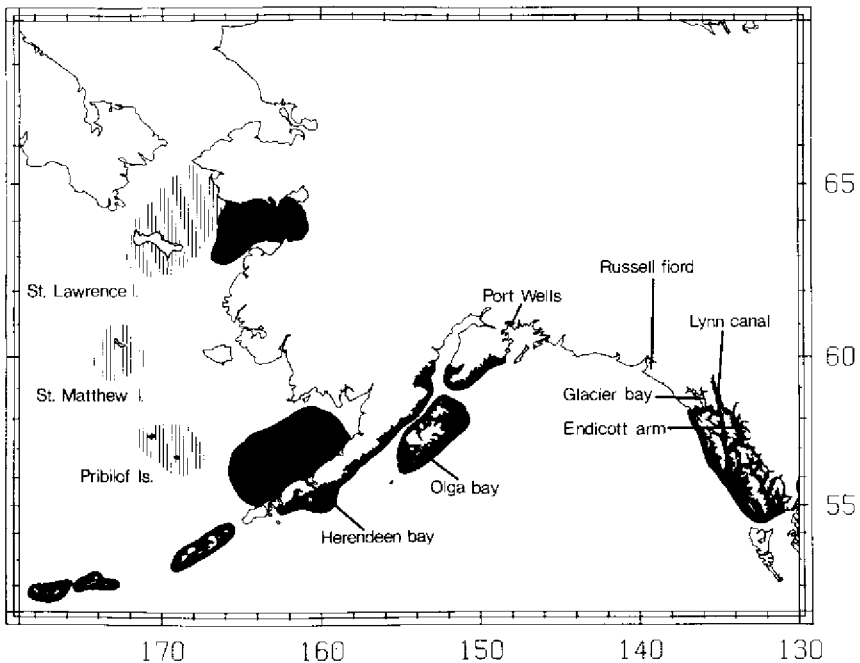 65
Russell fiord
Port Wells
St. Lawrence I.
Lynn canal
60
St. Matthew I.
Glacier bay
Endicott arm
Pribilof Is.
Olga bay
55
Herendeen bay
170 160 150 140 130